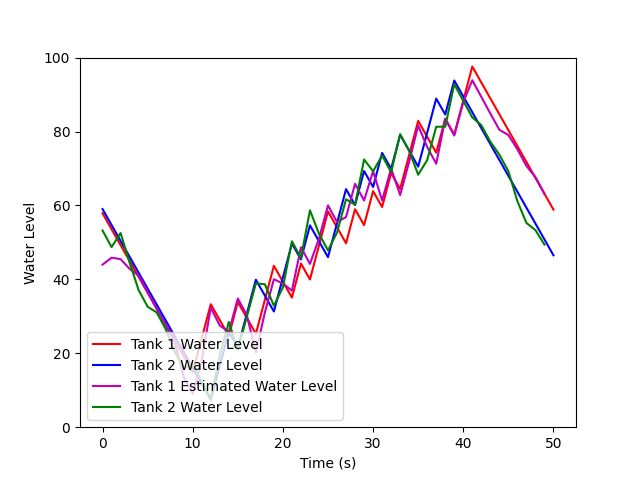 100
80
60
40
20
0
Water Level
Tank 1 Water Level
Tank 2 Water Level
Tank 1 Estimated Water Level
Tank 2 Water Level
0 10 20 30 40 50
Time (s)